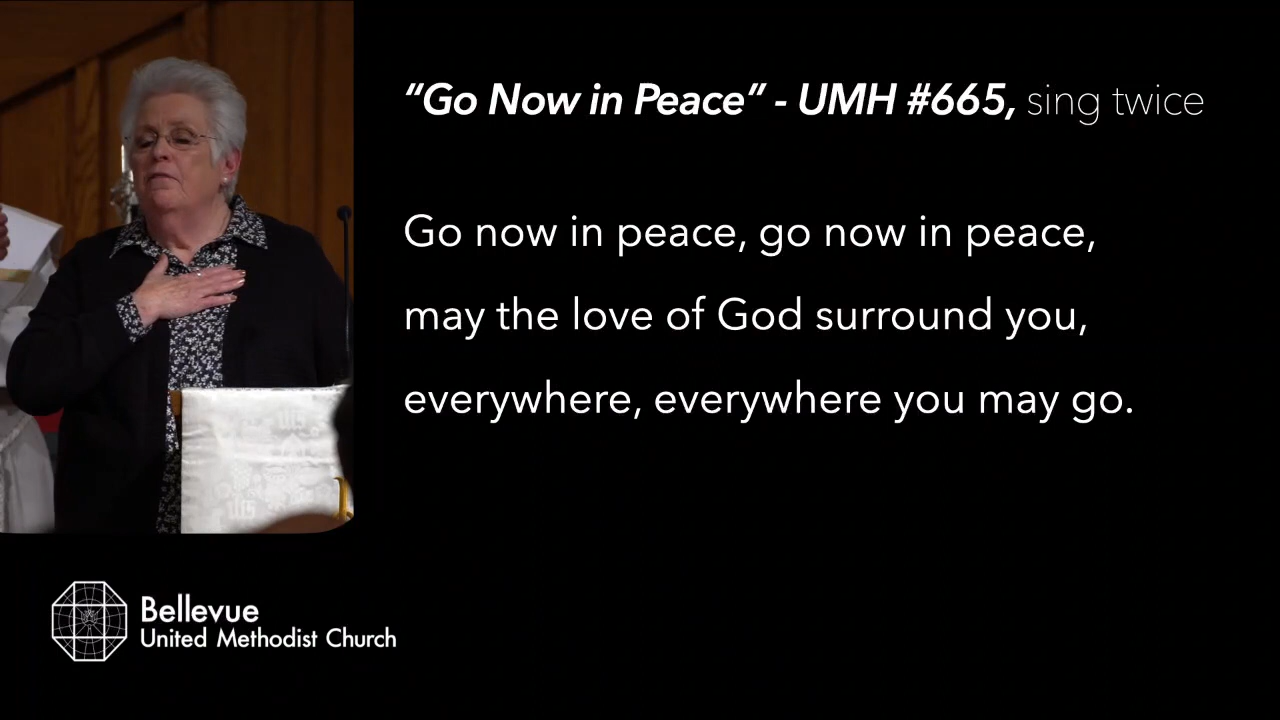 “Go Now in Peace” - UMH #665, sing twice
Go now in peace, go now in peace,
may the love of God surround you,
everywhere, everywhere you may go.
Bellevue
United Methodist Church